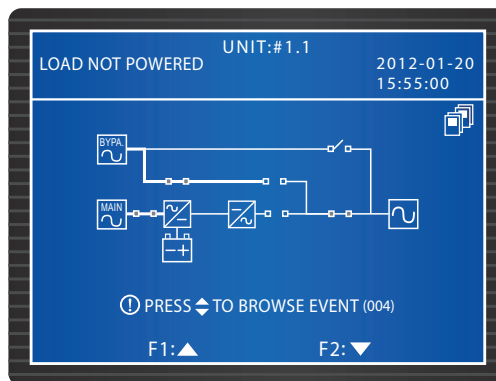 UNIT:#1.1
LOAD NOT POWERED
2012-01-20
15:55:00
BYPA.
MAIN
PRESS TO BROWSE EVENT (004)
F1:
F2: